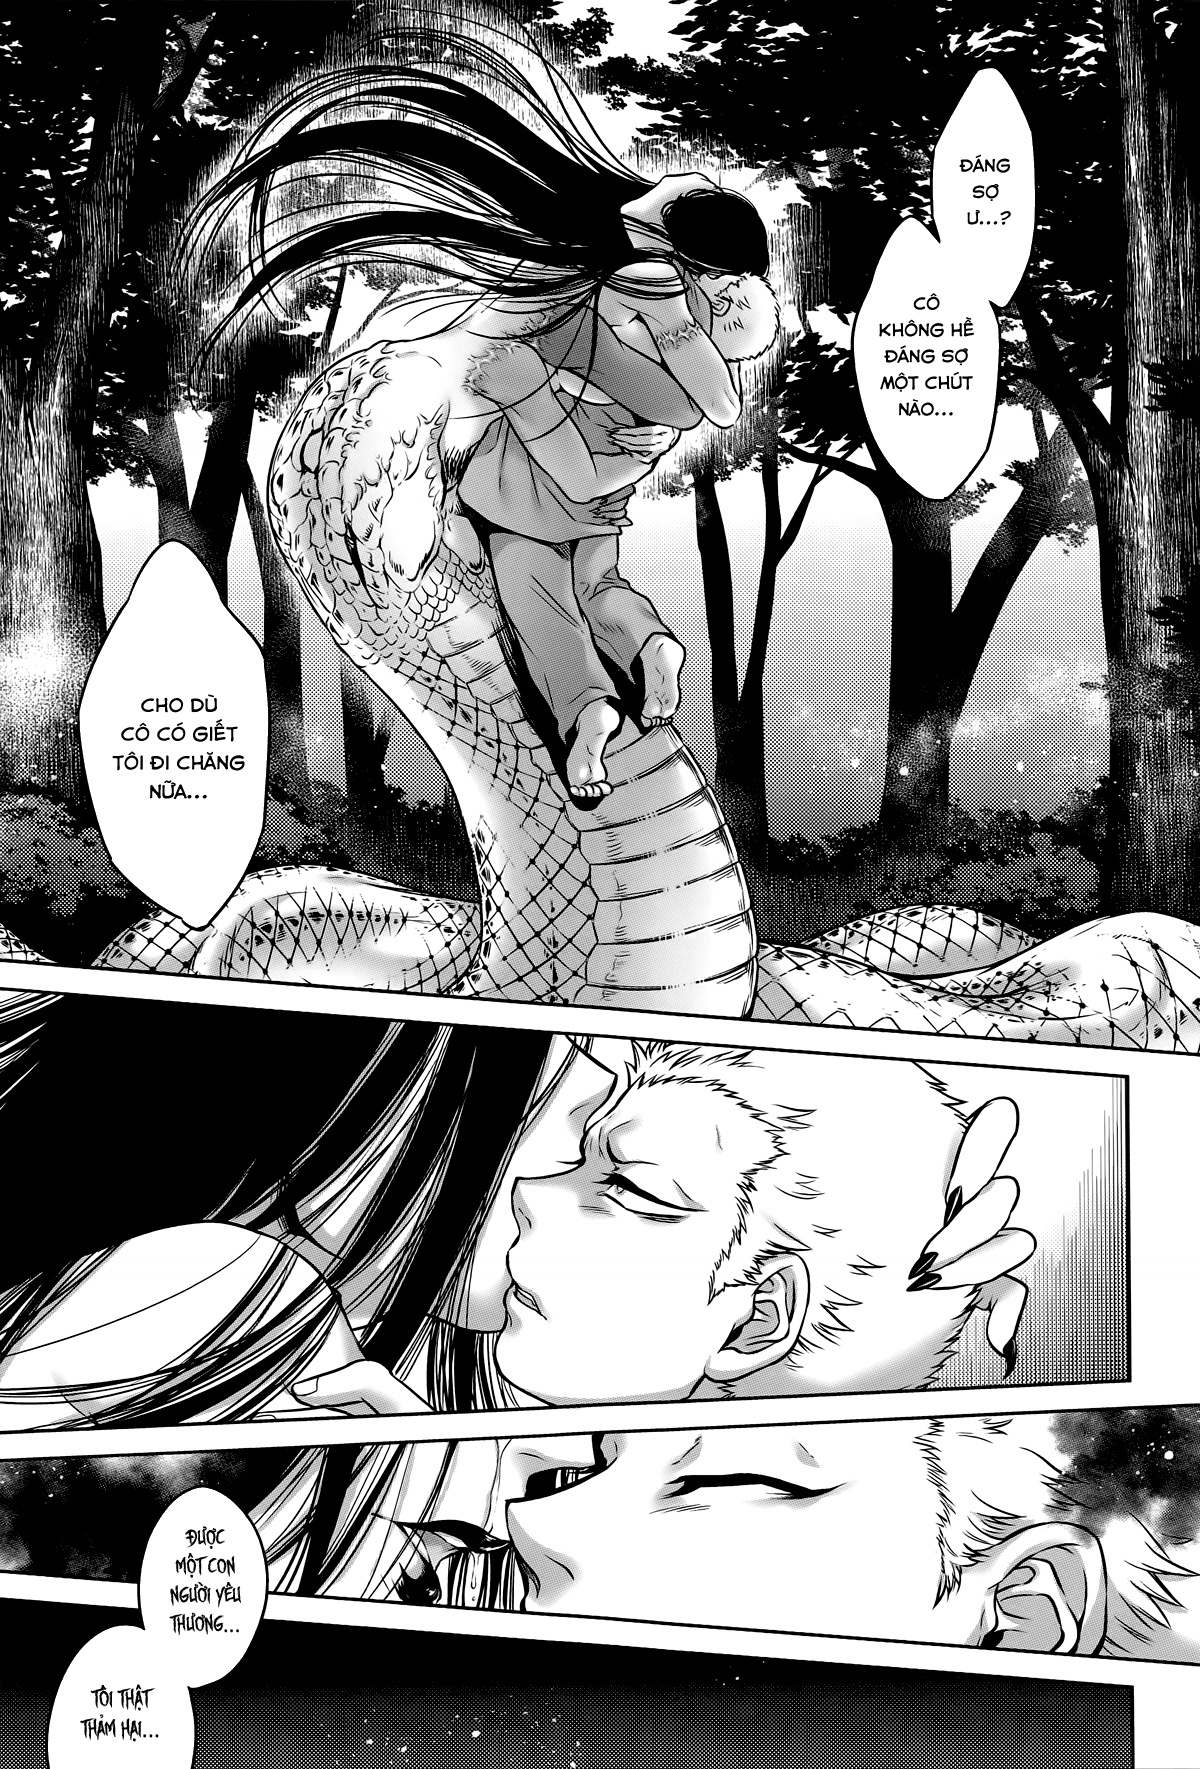 ĐÁNG
SỢ
Ư...?
CÔ
KHÔNG HỀ
ĐÁNG SỢ
MỘT CHÚT
NÀO...
CHO DÙ
CÔ CÓ GIẾT
TÔI ĐI CHĂNG
NỮA...
ĐƯỢC
MỘT CON
NGƯỜI YÊU
THƯƠNG...
TÔI THẬT
THẢM HẠI...